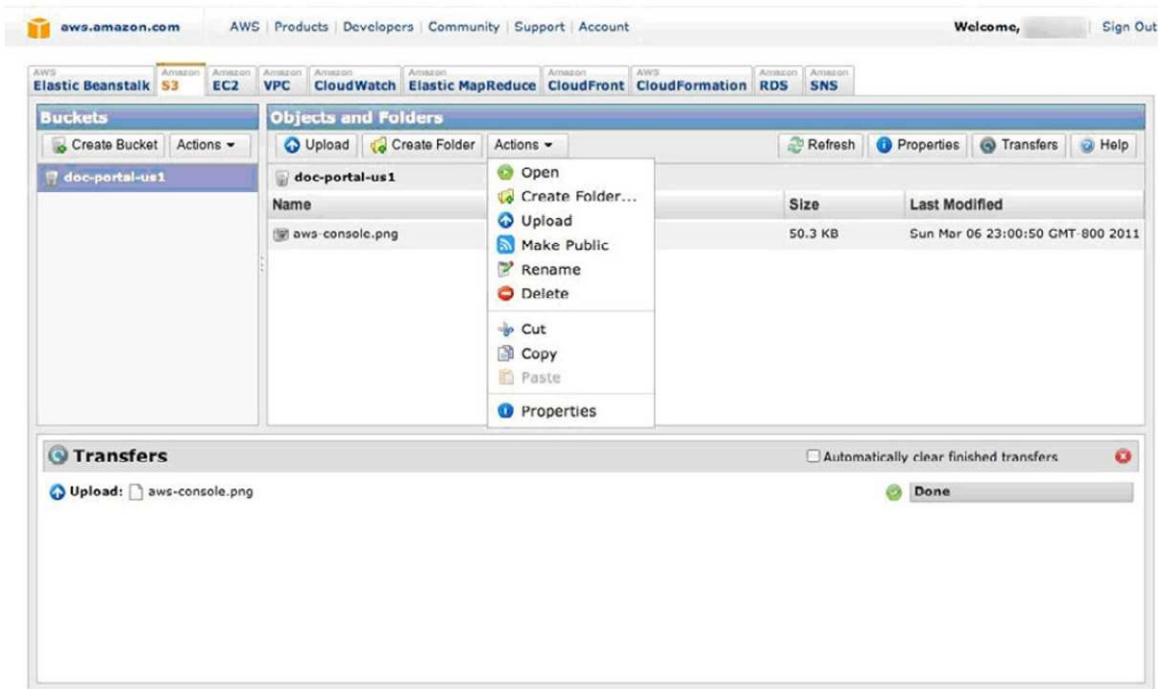 aws.amazon.com AWS | Products | Developers | Community | Support | Account Welcome, Sign Out
AWS Elastic Beanstalk Amazon S3 Amazon EC2 Amazon VPC Amazon CloudWatch Amazon Elastic MapReduce Amazon CloudFront AWS CloudFormation Amazon RDS Amazon SNS
Buckets
Create Bucket Actions
doc-portal-us1
Objects and Folders
Upload Create Folder Actions Refresh Properties Transfers Help
doc-portal-us1
Name Size Last Modified
aws-console.png 50.3 KB Sun Mar 06 23:00:50 GMT-800 2011
Open
Create Folder...
Upload
Make Public
Rename
Delete
Cut
Copy
Paste
Properties
Transfers Automatically clear finished transfers
Upload: aws-console.png Done